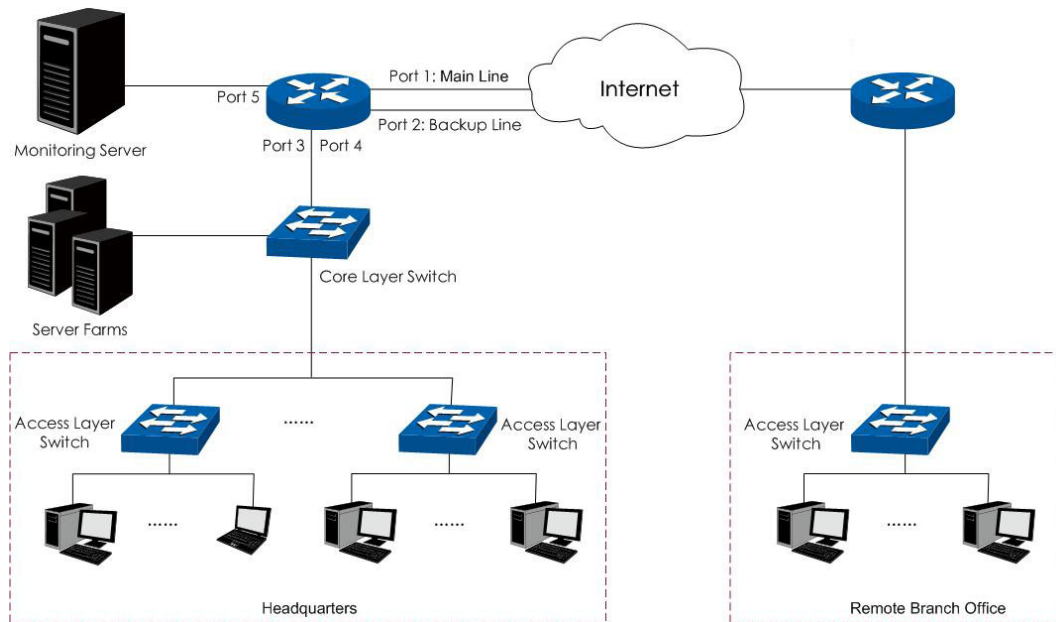 Port 1: Main Line
Internet
Port 5
Port 2: Backup Line
Monitoring Server
Port 3
Port 4
Core Layer Switch
Server Farms
Access Layer
Switch
......
Access Layer
Switch
Access Layer
Switch
......
......
......
Headquarters
Remote Branch Office